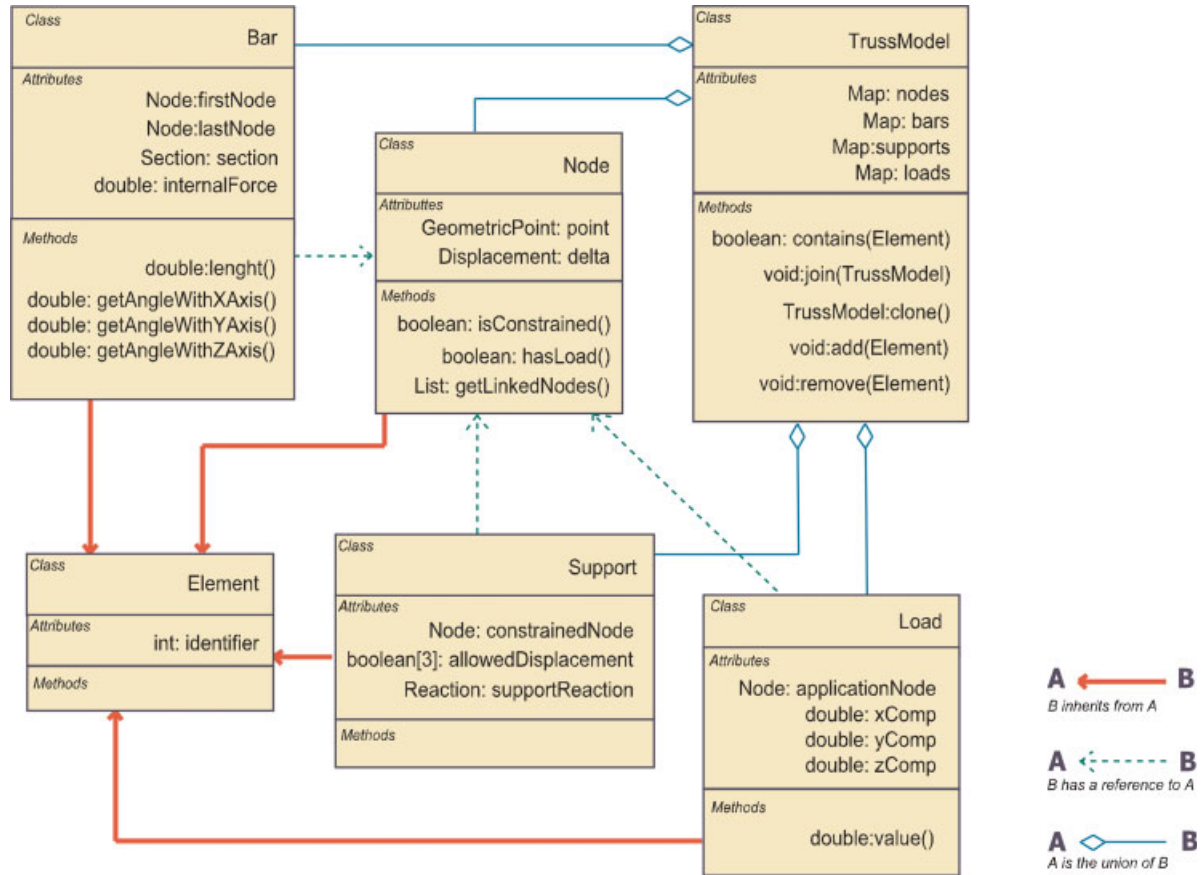 Class
Bar
Attributes
Node:firstNode
Node:lastNode
Section: section
double: internalForce
Methods
double:lenght()
double: getAngleWithXAxis()
double: getAngleWithYAxis()
double: getAngleWithZAxis()
Class
TrussModel
Attributes
Map: nodes
Map: bars
Map:supports
Map: loads
Methods
boolean: contains(Element)
void:join(TrussModel)
TrussModel:clone()
void:add(Element)
void:remove(Element)
Class
Node
Attributtes
GeometricPoint: point
Displacement: delta
Methods
boolean: isConstrained()
boolean: hasLoad()
List: getLinkedNodes()
Class
Element
Attributes
int: identifier
Methods
Class
Support
Attributes
Node: constrainedNode
boolean[3]: allowedDisplacement
Reaction: supportReaction
Methods
Class
Load
Attributes
Node: applicationNode
double: xComp
double: yComp
double: zComp
Methods
double:value()
A B
B inherits from A
A B
B has a reference to A
A B
A is the union of B